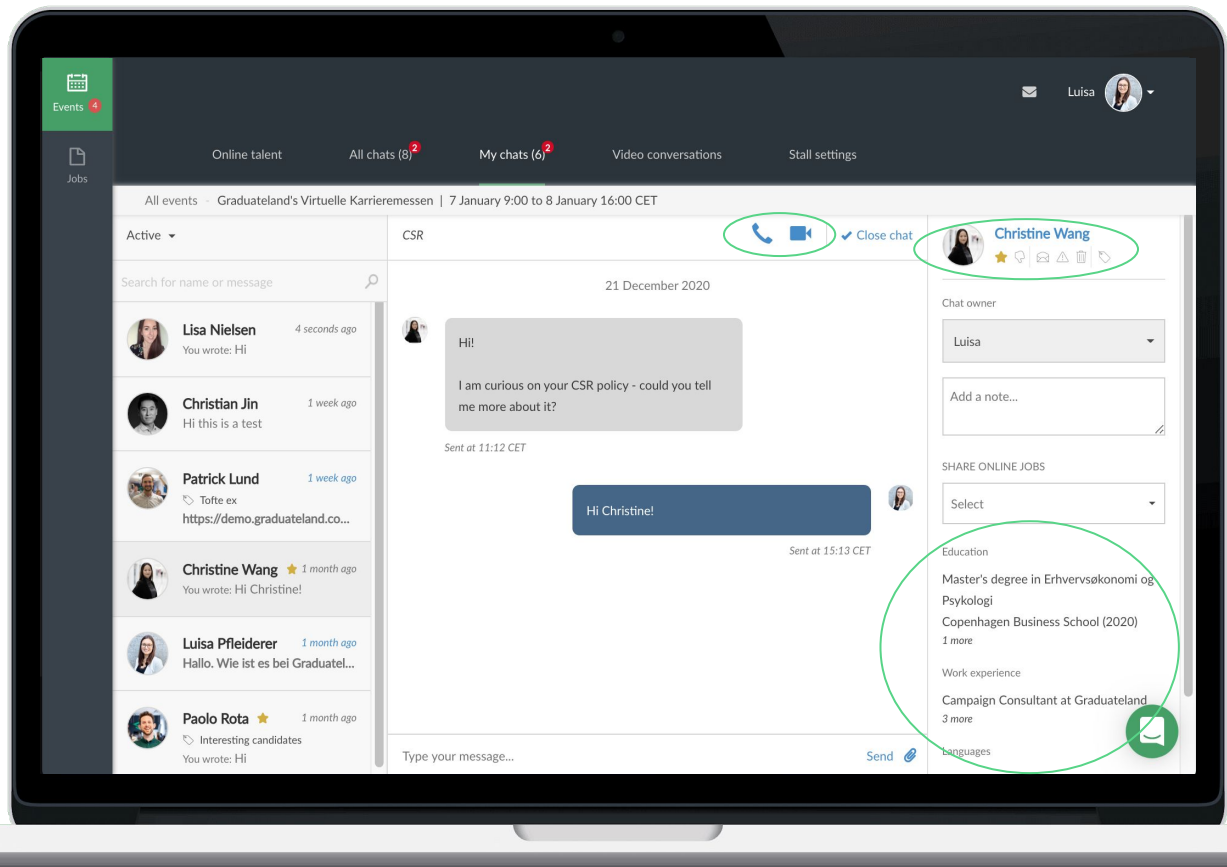 Luisa
Events 4
Jobs
Online talent
All chats (8) 2
My chats (6) 2
Video conversations
Stall settings
All events - Graduateland's Virtuelle Karrieremessen | 7 January 9:00 to 8 January 16:00 CET
Active
Search for name or message
Lisa Nielsen 4 seconds ago
You wrote: Hi
Christian Jin 1 week ago
Hi this is a test
Patrick Lund 1 week ago
Tofte ex
https://demo.graduateland.co...
Christine Wang 1 month ago
You wrote: Hi Christine!
Luisa Pfleiderer 1 month ago
Hallo. Wie ist es bei Graduatel...
Paolo Rota 1 month ago
Interesting candidates
You wrote: Hi
CSR
Close chat
21 December 2020
Hi!
I am curious on your CSR policy - could you tell
me more about it?
Sent at 11:12 CET
Hi Christine!
Sent at 15:13 CET
Type your message...
Send
Christine Wang
Chat owner
Luisa
Add a note...
SHARE ONLINE JOBS
Select
Education
Master's degree in Erhvervsøkonomi og
Psykologi
Copenhagen Business School (2020)
1 more
Work experience
Campaign Consultant at Graduateland
3 more
Languages